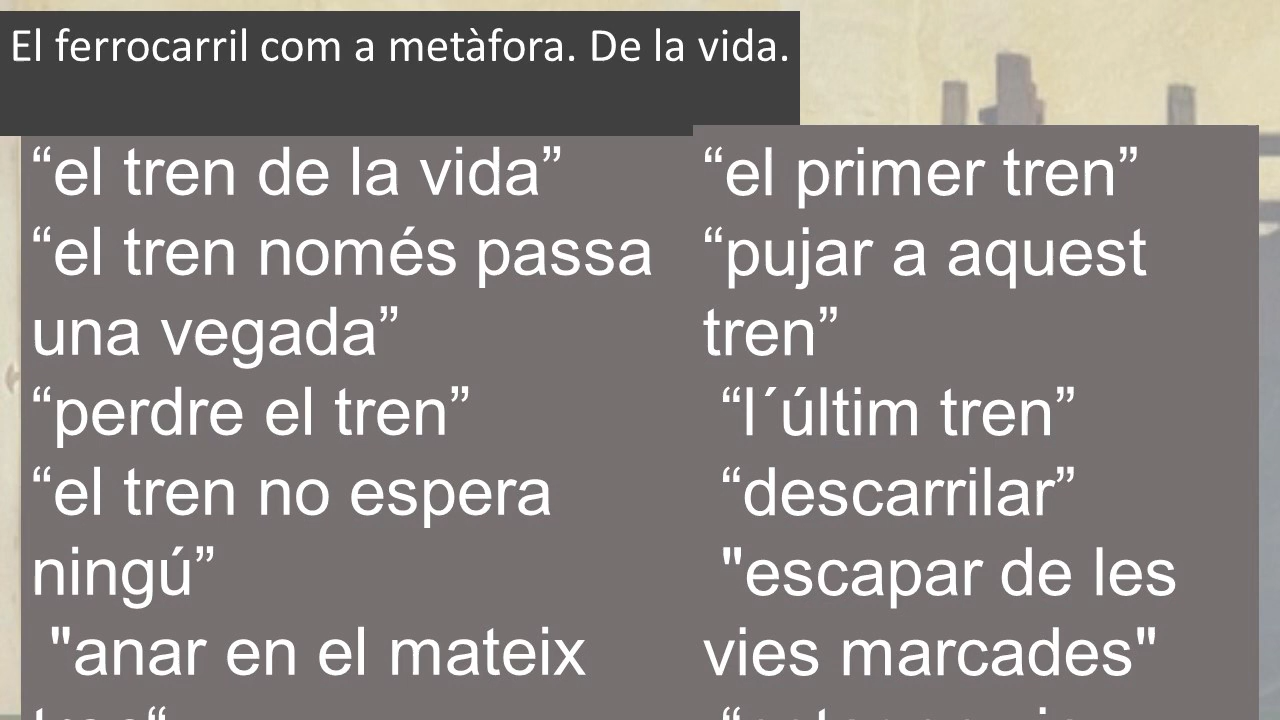 El ferrocarril com a metàfora. De la vida.
“el tren de la vida”
“el tren només passa
una vegada”
“perdre el tren”
“el tren no espera
ningú”
"anar en el mateix
“el primer tren”
“pujar a aquest
tren”
“l´últim tren”
“descarrilar”
"escapar de les
vies marcades"